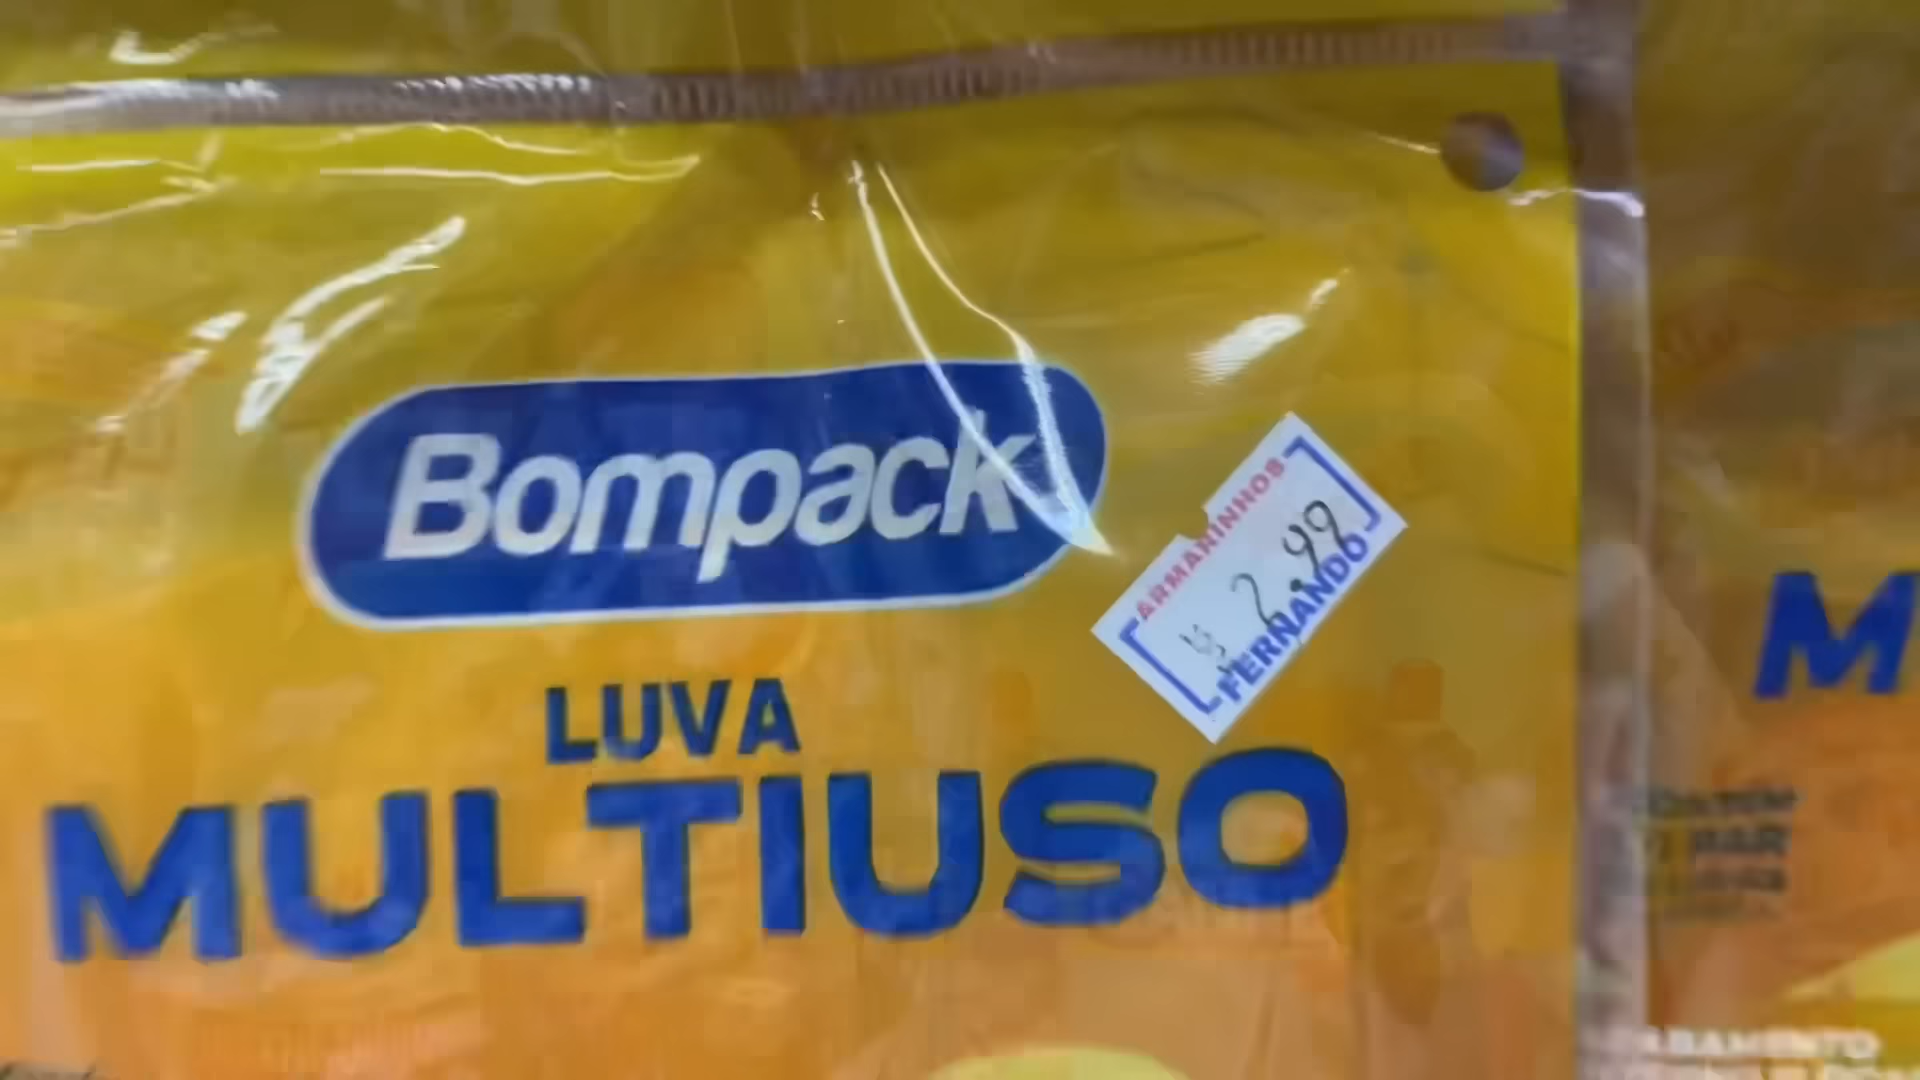 Bompack
ARMARINHOS
2.99
FERNANDO
LUVA
MULTIUSO
M
PAR